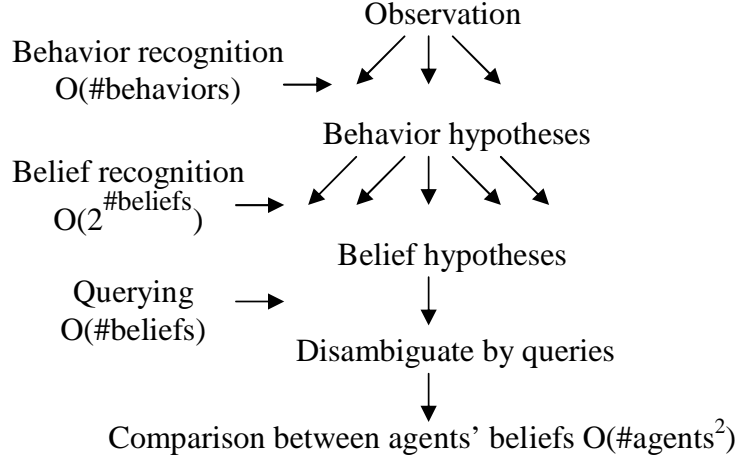 Observation
Behavior recognition
O(#behaviors)
Behavior hypotheses
Belief recognition
O(2^#beliefs)
Belief hypotheses
Querying
O(#beliefs)
Disambiguate by queries
Comparison between agents’ beliefs O(#agents²)